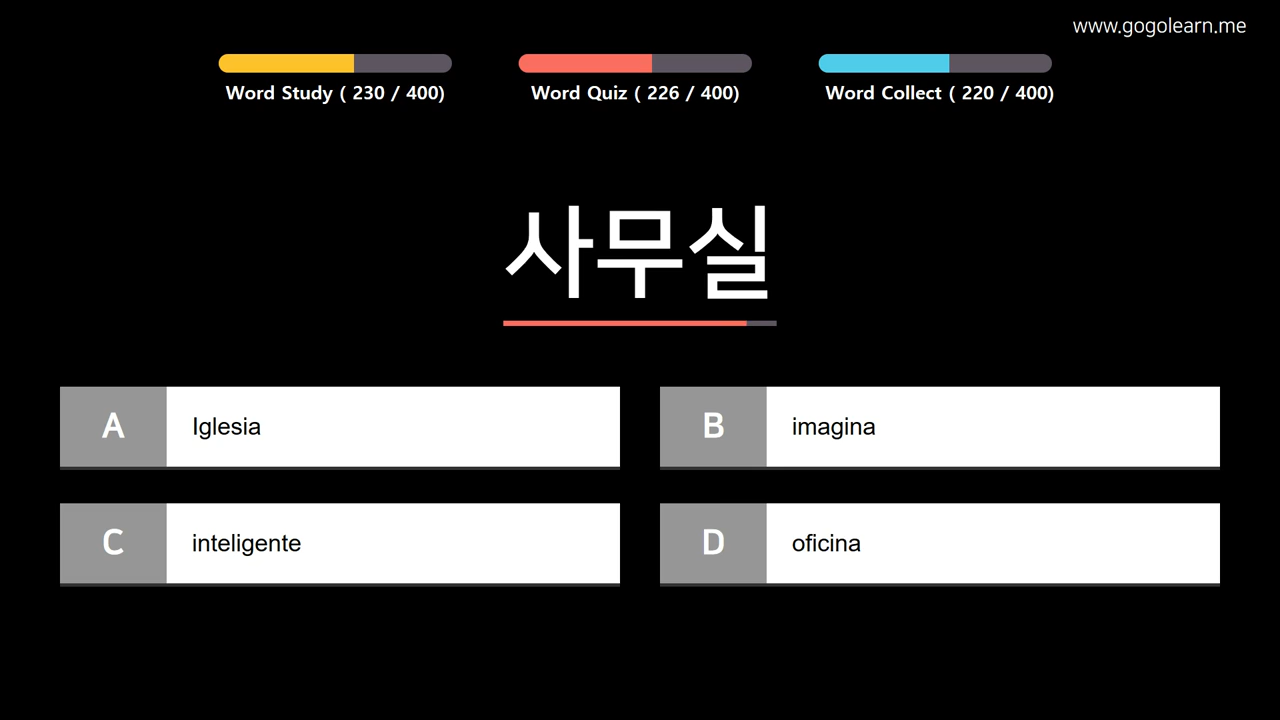 www.gogolearn.me
Word Study ( 230 / 400)
Word Quiz ( 226 / 400)
Word Collect ( 220 / 400)
사무실
A Iglesia
B imagina
C inteligente
D oficina